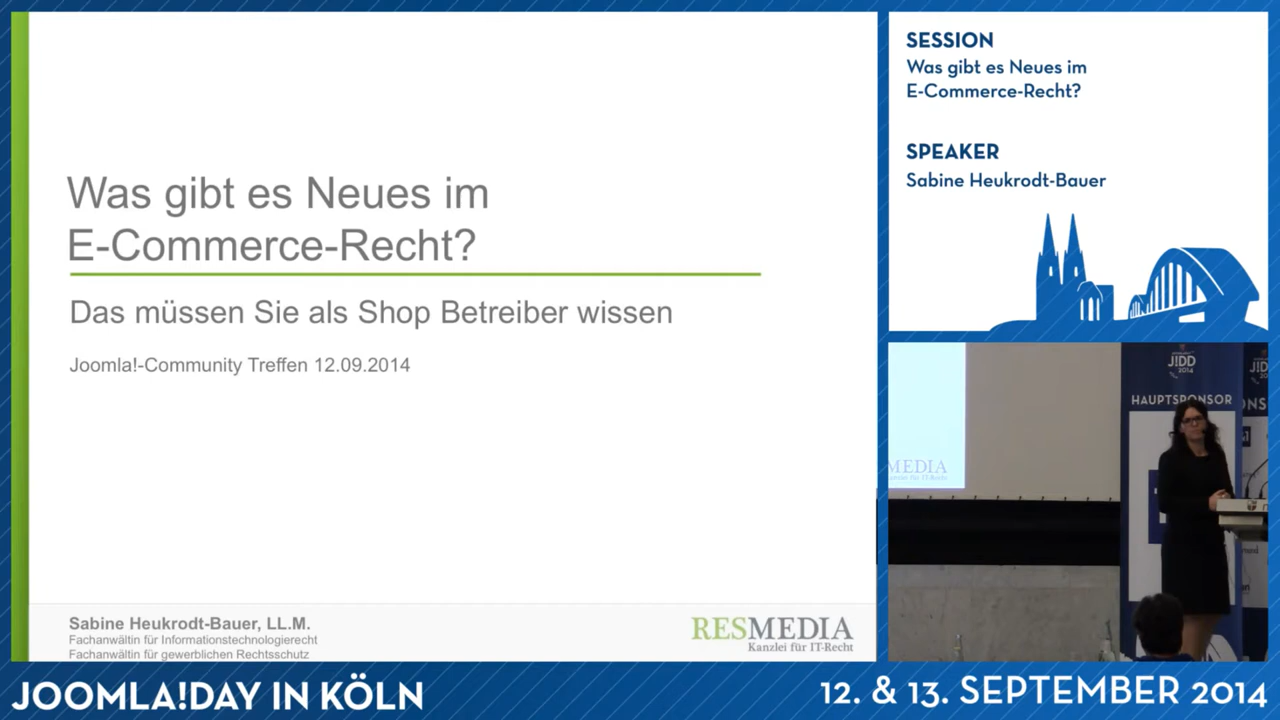 Was gibt es Neues im
E-Commerce-Recht?
Das müssen Sie als Shop Betreiber wissen
Joomla!-Community Treffen 12.09.2014
Sabine Heukrodt-Bauer, LL.M.
Fachanwältin für Informationstechnologierecht
Fachanwältin für gewerblichen Rechtsschutz
RESMEDIA
Kanzlei für IT-Recht
SESSION
Was gibt es Neues im
E-Commerce-Recht?
SPEAKER
Sabine Heukrodt-Bauer
JIDD
2014
HAUPTSPONSOR
MEDIA
für IT-Recht
JOOMLA!DAY IN KÖLN
12. & 13. SEPTEMBER 2014